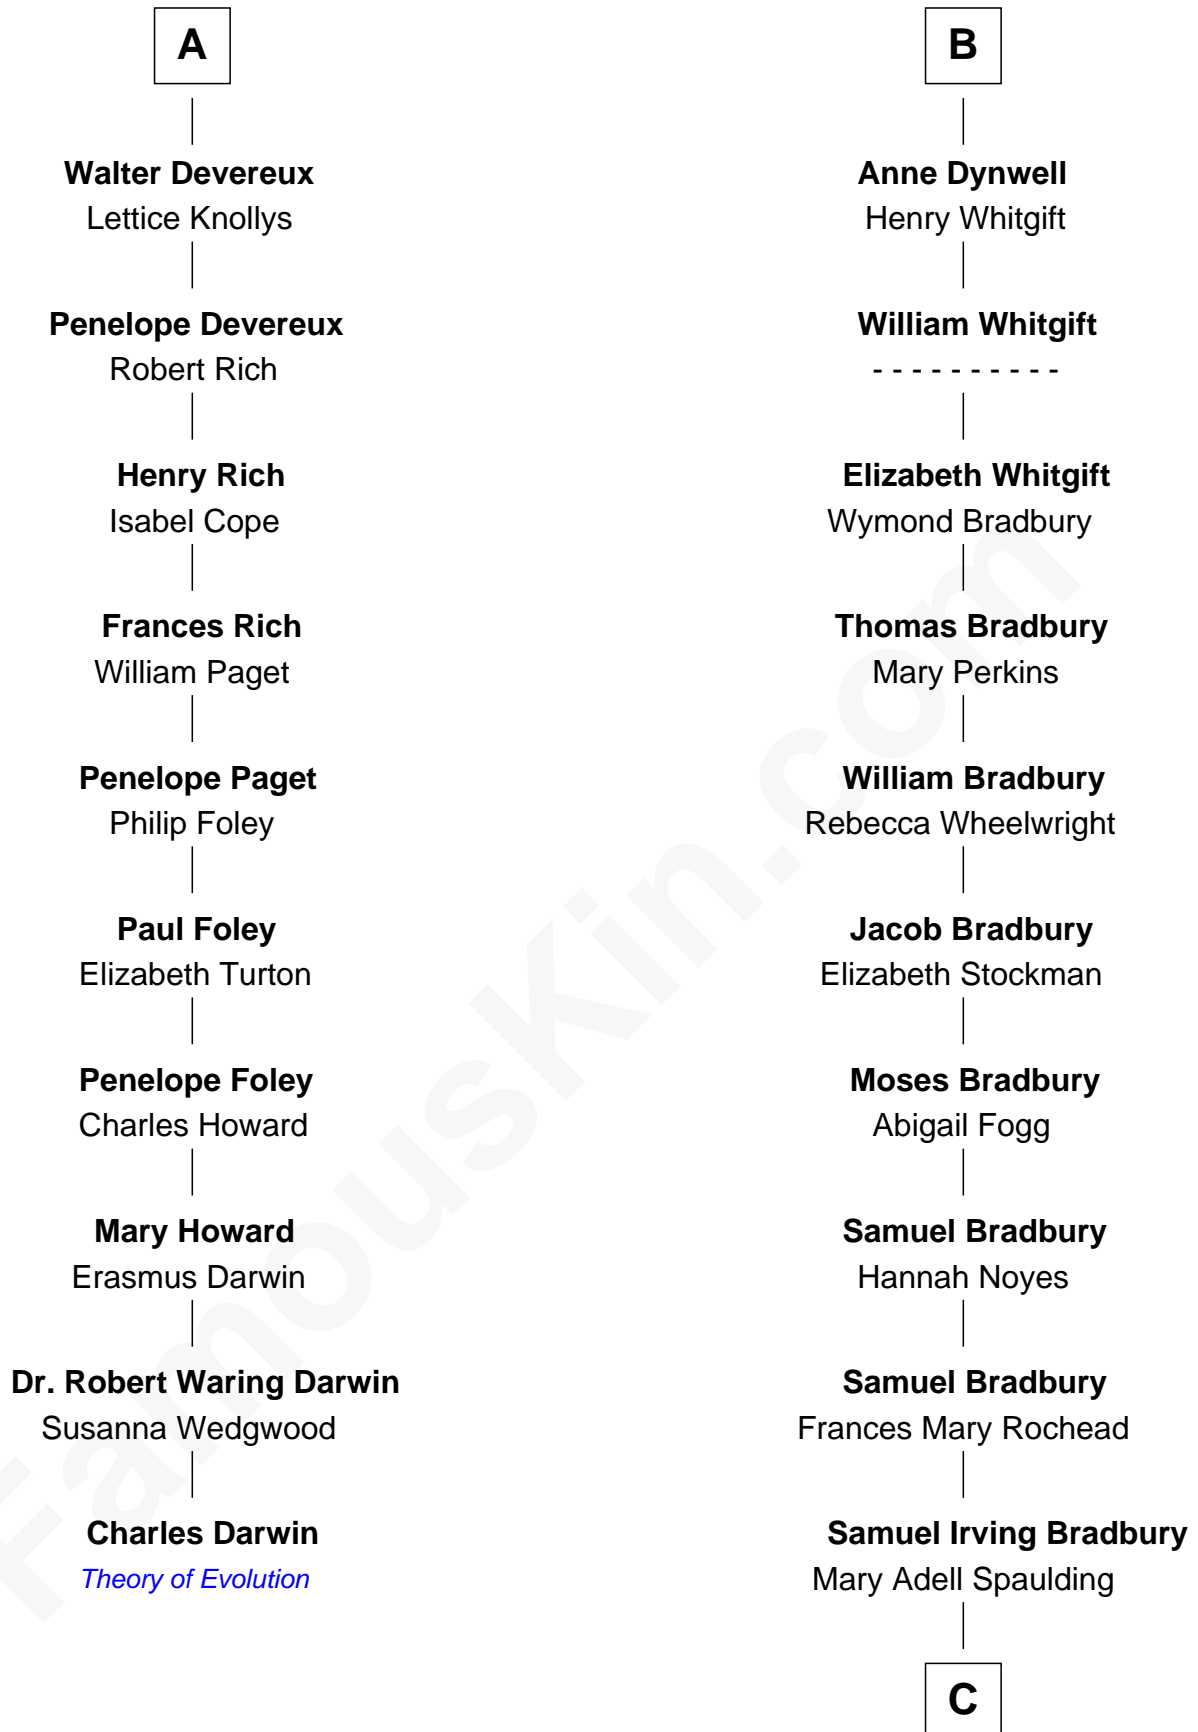 A
Walter Devereux
Lettice Knollys
Penelope Devereux
Robert Rich
Henry Rich
Isabel Cope
Frances Rich
William Paget
Penelope Paget
Philip Foley
Paul Foley
Elizabeth Turton
Penelope Foley
Charles Howard
Mary Howard
Erasmus Darwin
Dr. Robert Waring Darwin
Susanna Wedgwood
Charles Darwin
Theory of Evolution
B
Anne Dynwell
Henry Whitgift
William Whitgift
- - - - - - - - - -
Elizabeth Whitgift
Wymond Bradbury
Thomas Bradbury
Mary Perkins
William Bradbury
Rebecca Wheelwright
Jacob Bradbury
Elizabeth Stockman
Moses Bradbury
Abigail Fogg
Samuel Bradbury
Hannah Noyes
Samuel Bradbury
Frances Mary Rochead
Samuel Irving Bradbury
Mary Adell Spaulding
C
FamousKin.com